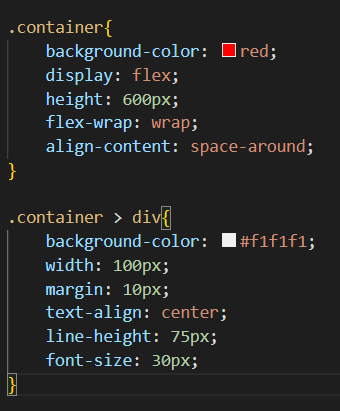 .container{
    background-color: red;
    display: flex;
    height: 600px;
    flex-wrap: wrap;
    align-content: space-around;
}
.container > div{
    background-color: #f1f1f1;
    width: 100px;
    margin: 10px;
    text-align: center;
    line-height: 75px;
    font-size: 30px;
}